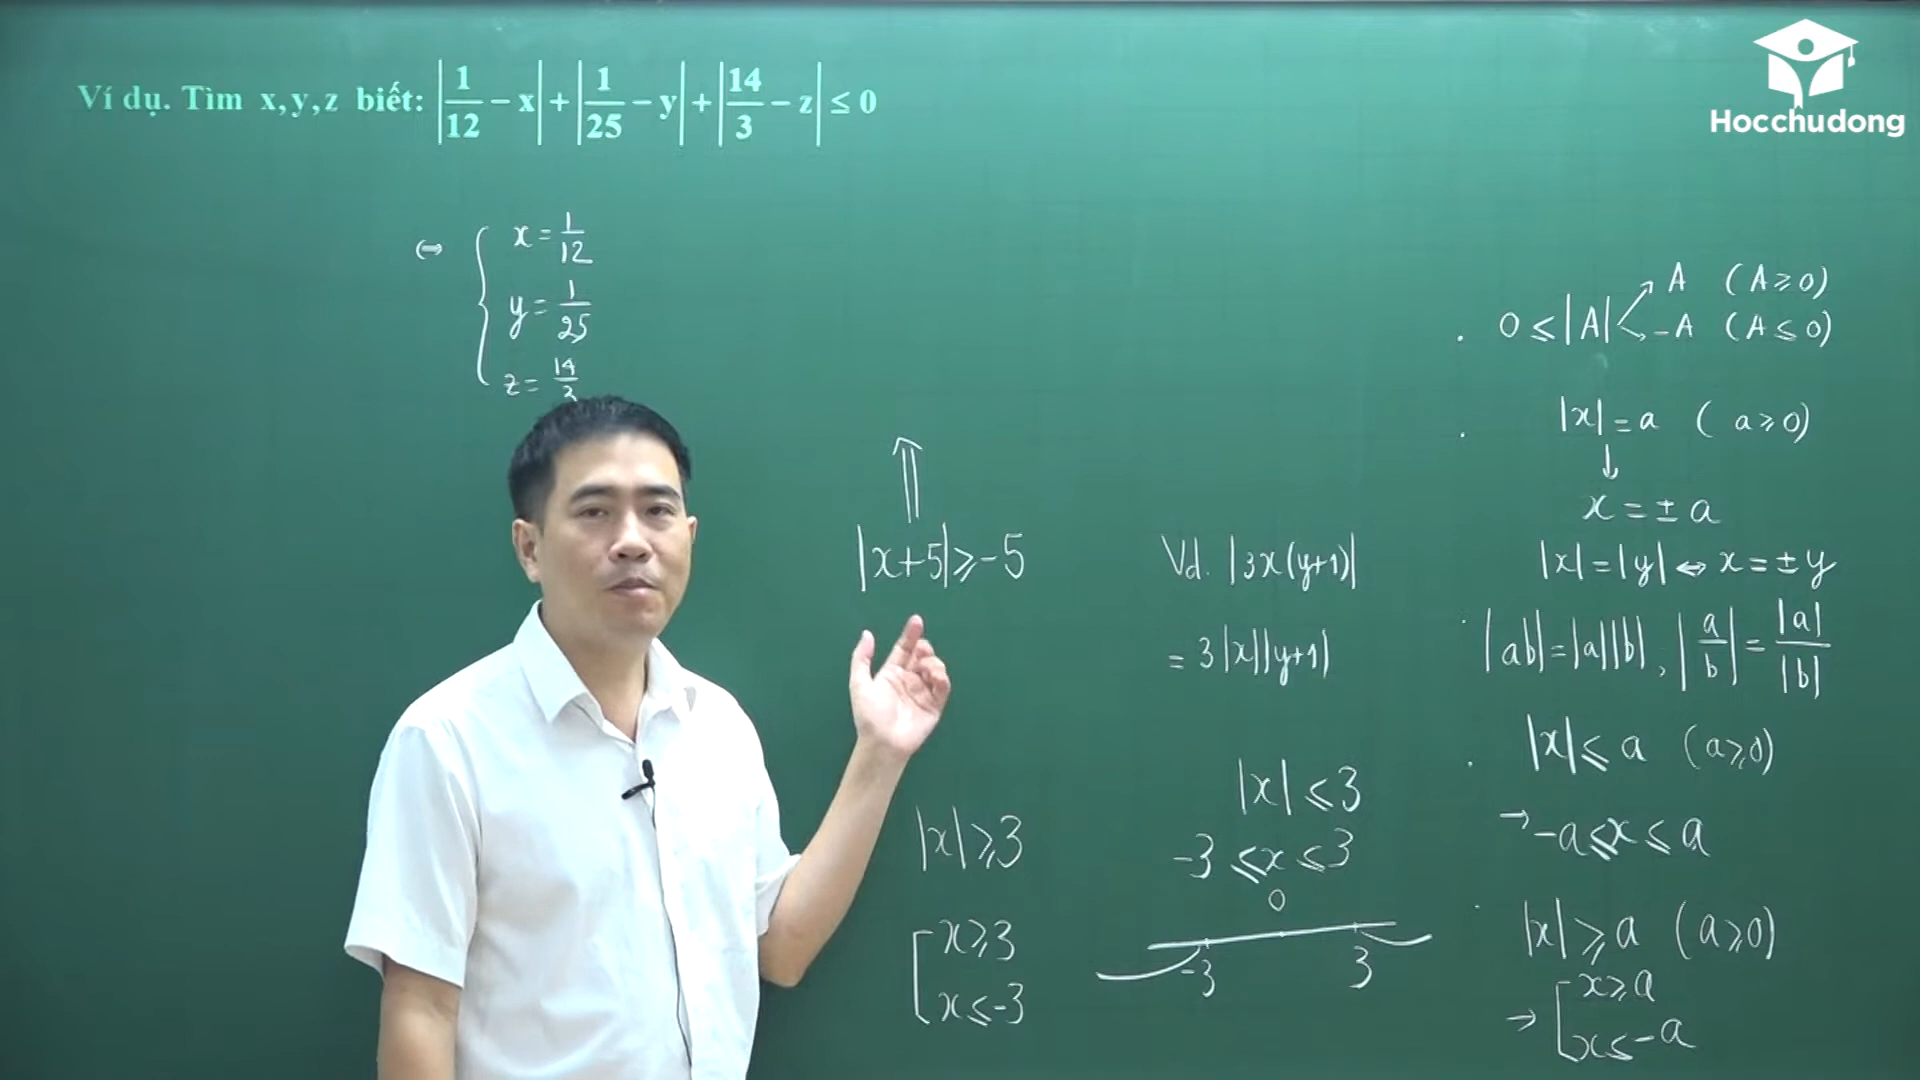 Ví dụ. Tìm x, y, z biết: |1/12 − x| + |1/25 − y| + |14/3 − z| ≤ 0
Hocchudong
⇔ { x = 1/12
y = 1/25
z = 14/3
|x+5| ≥ -5
Vd. |3x(y+1)|
= 3|x||y+1|
|x| ≥ 3
[ x ≥ 3
x ≤ -3
|x| ≤ 3
-3 ≤ x ≤ 3
0
-3 3
. 0 ≤ |A| ↗ A (A ≥ 0)
↘ -A (A ≤ 0)
. |x| = a (a ≥ 0)
↓
x = ± a
|x| = |y| ⇔ x = ± y
. |ab| = |a||b| , |a/b| = |a|/|b|
. |x| ≤ a (a ≥ 0)
→ -a ≤ x ≤ a
. |x| ≥ a (a ≥ 0)
→ [ x ≥ a
x ≤ -a